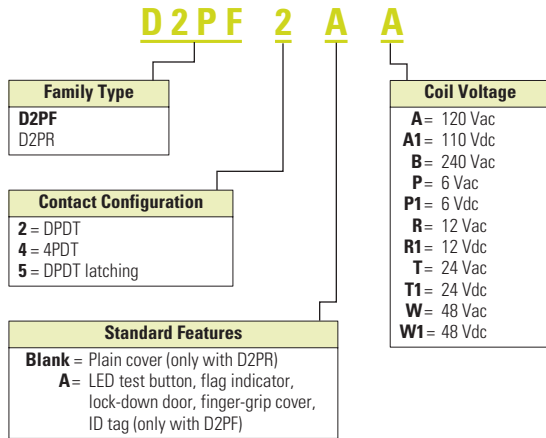 D2PF 2 A A
Family Type
D2PF
D2PR
Contact Configuration
2 = DPDT
4 = 4PDT
5 = DPDT latching
Standard Features
Blank = Plain cover (only with D2PR)
A = LED test button, flag indicator,
lock-down door, finger-grip cover,
ID tag (only with D2PF)
Coil Voltage
A = 120 Vac
A1 = 110 Vdc
B = 240 Vac
P = 6 Vac
P1 = 6 Vdc
R = 12 Vac
R1 = 12 Vdc
T = 24 Vac
T1 = 24 Vdc
W = 48 Vac
W1 = 48 Vdc